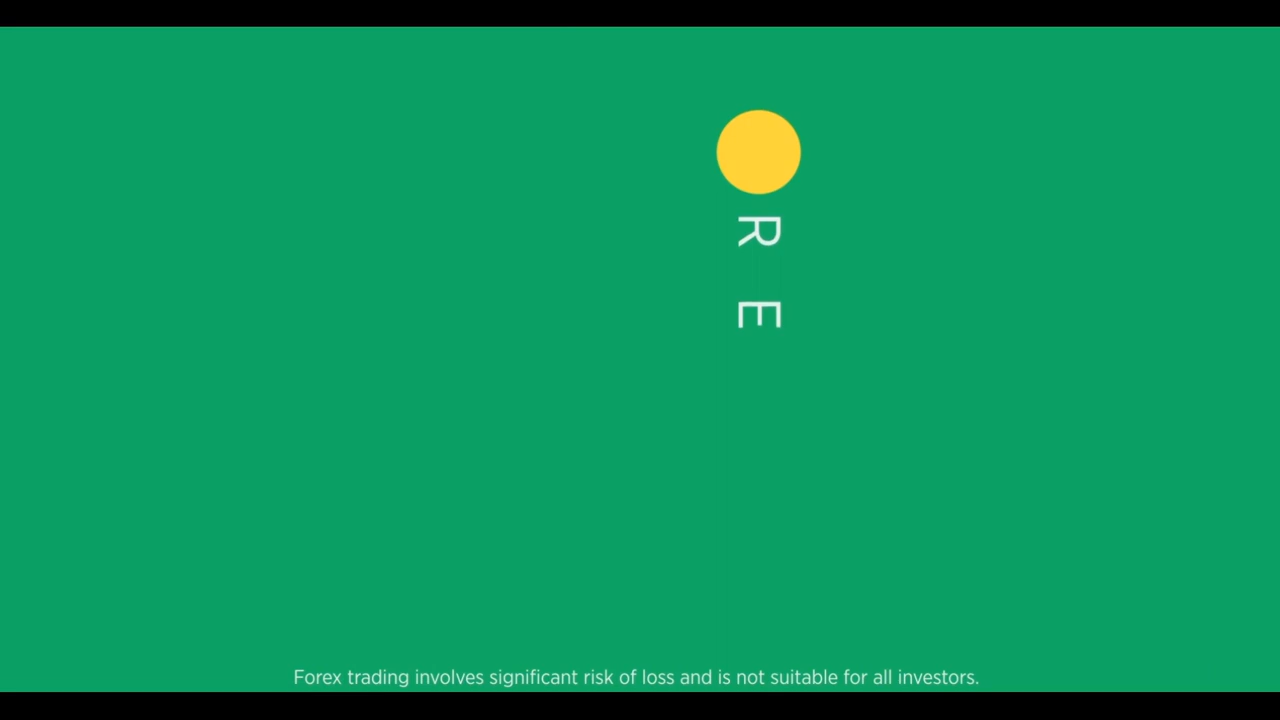 R E
Forex trading involves significant risk of loss and is not suitable for all investors.